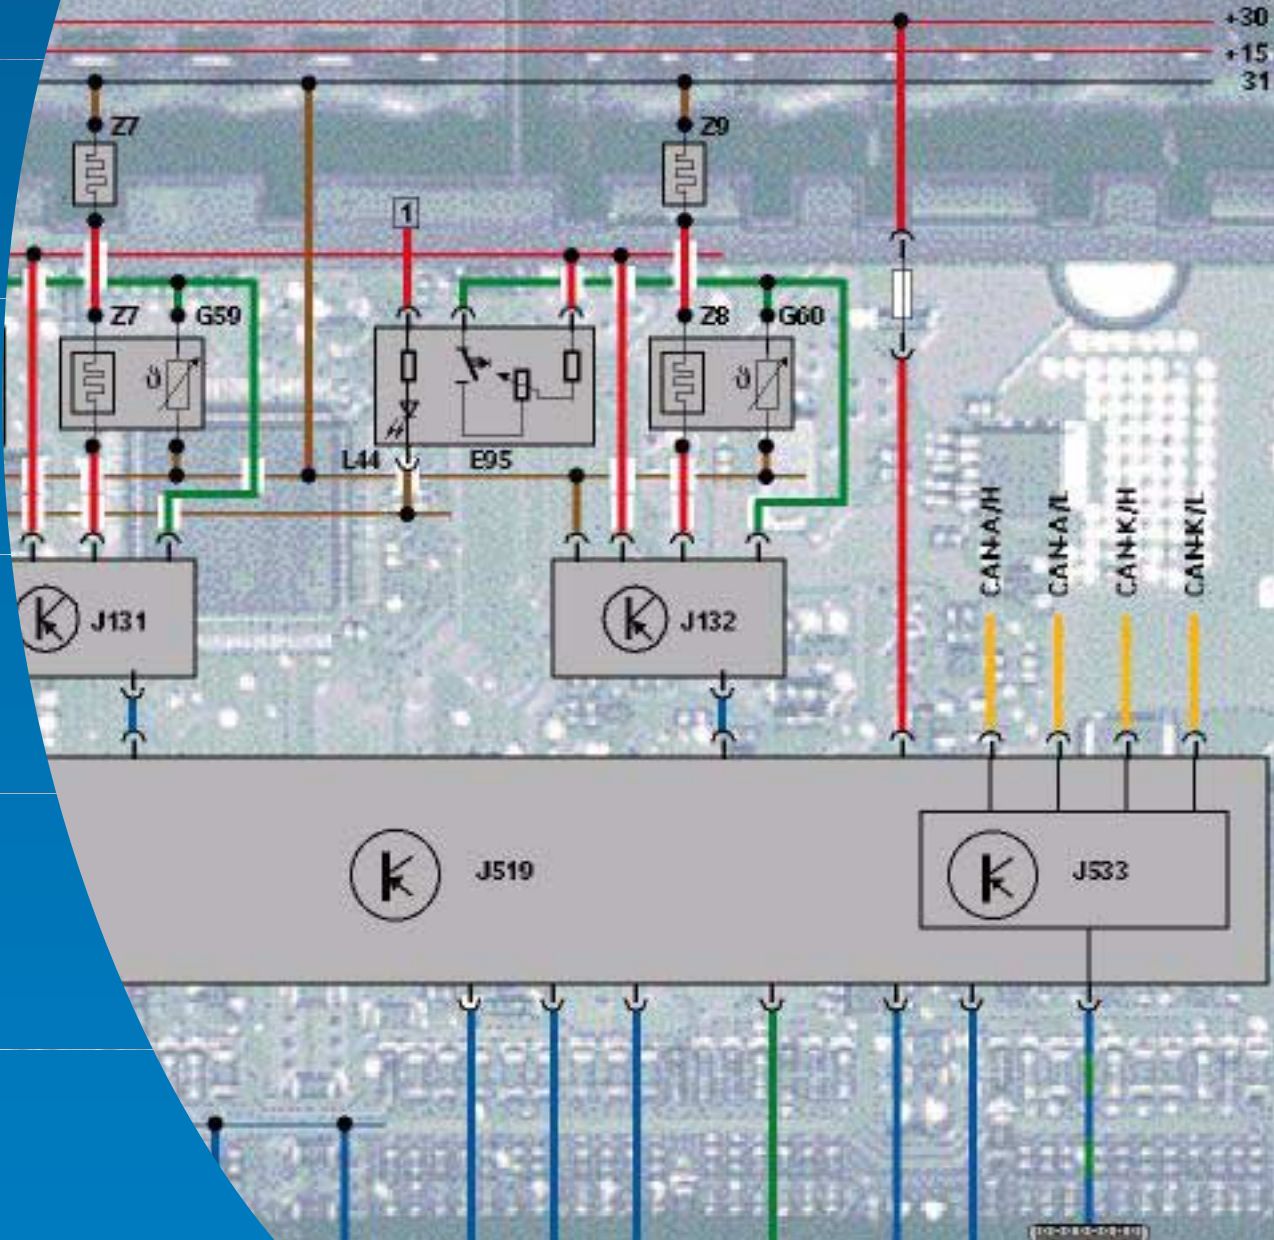 +30
+15
31
Z7
Z9
1
Z7
G59
Z8
G60
ϑ
ϑ
L44
E95
CAN-A/H
CAN-A/L
CAN-K/H
CAN-K/L
J131
J132
J519
J533